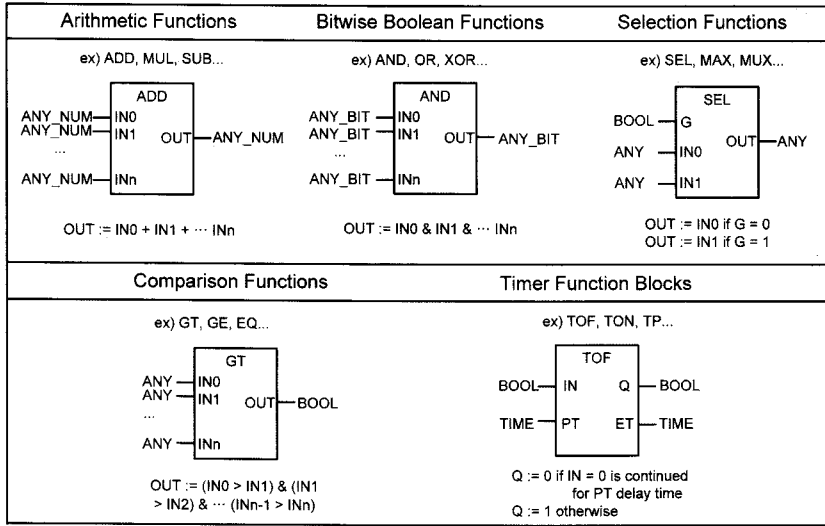 Arithmetic Functions
ex) ADD, MUL, SUB...
ADD
ANY_NUM IN0
ANY_NUM IN1
OUT ANY_NUM
...
ANY_NUM INn
OUT := IN0 + IN1 + ··· INn
Bitwise Boolean Functions
ex) AND, OR, XOR...
AND
ANY_BIT IN0
ANY_BIT IN1
OUT ANY_BIT
...
ANY_BIT INn
OUT := IN0 & IN1 & ··· INn
Selection Functions
ex) SEL, MAX, MUX...
SEL
BOOL G
ANY IN0
OUT ANY
ANY IN1
OUT := IN0 if G = 0
OUT := IN1 if G = 1
Comparison Functions
ex) GT, GE, EQ...
GT
ANY IN0
ANY IN1
OUT BOOL
...
ANY INn
OUT := (IN0 > IN1) & (IN1
> IN2) & ··· (INn-1 > INn)
Timer Function Blocks
ex) TOF, TON, TP...
TOF
BOOL IN Q BOOL
TIME PT ET TIME
Q := 0 if IN = 0 is continued
for PT delay time
Q := 1 otherwise